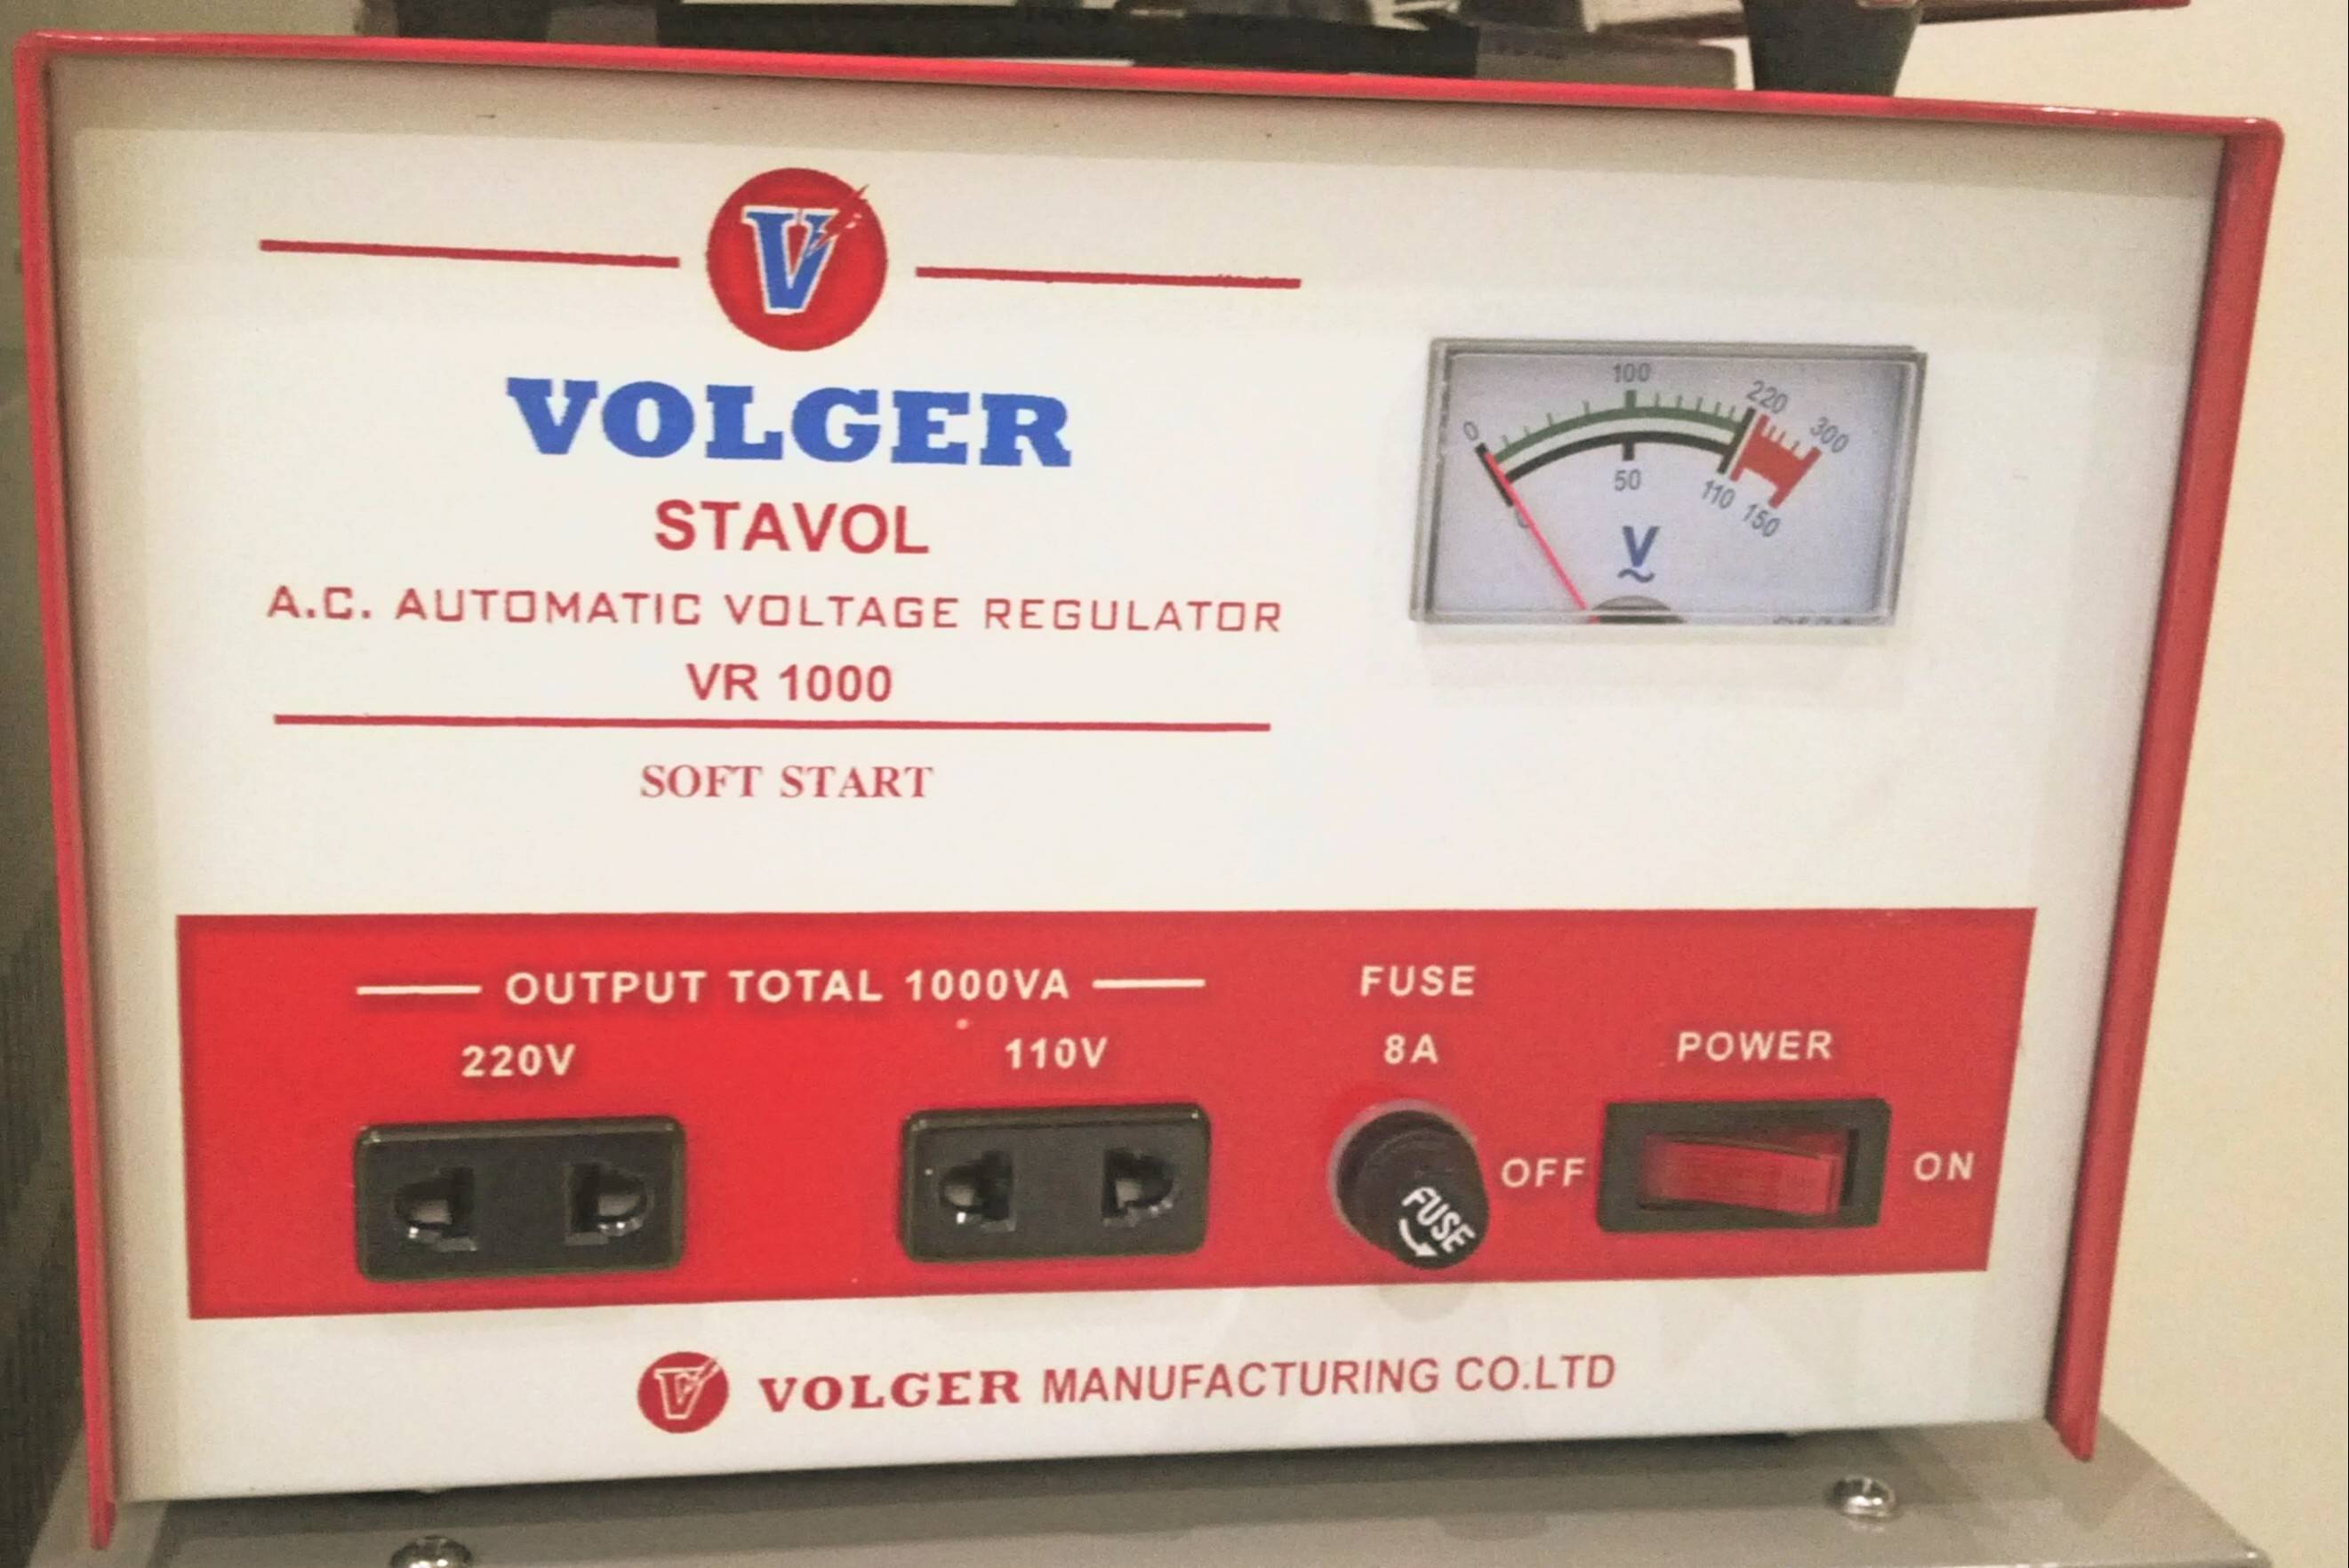 V
VOLGER
STAVOL
A.C. AUTOMATIC VOLTAGE REGULATOR
VR 1000
SOFT START
0 100 220 300
0 50 110 150
V
~
OUTPUT TOTAL 1000VA
220V
110V
FUSE
8A
FUSE
POWER
OFF
ON
V VOLGER MANUFACTURING CO.LTD